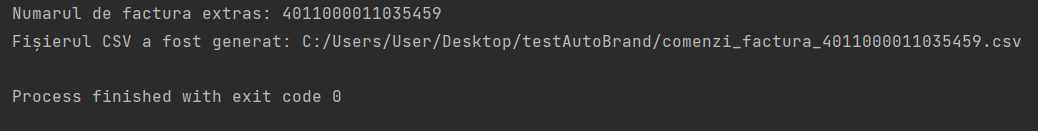 Numarul de factura extras: 4011000011035459
Fișierul CSV a fost generat: C:/Users/User/Desktop/testAutoBrand/comenzi_factura_4011000011035459.csv
Process finished with exit code 0